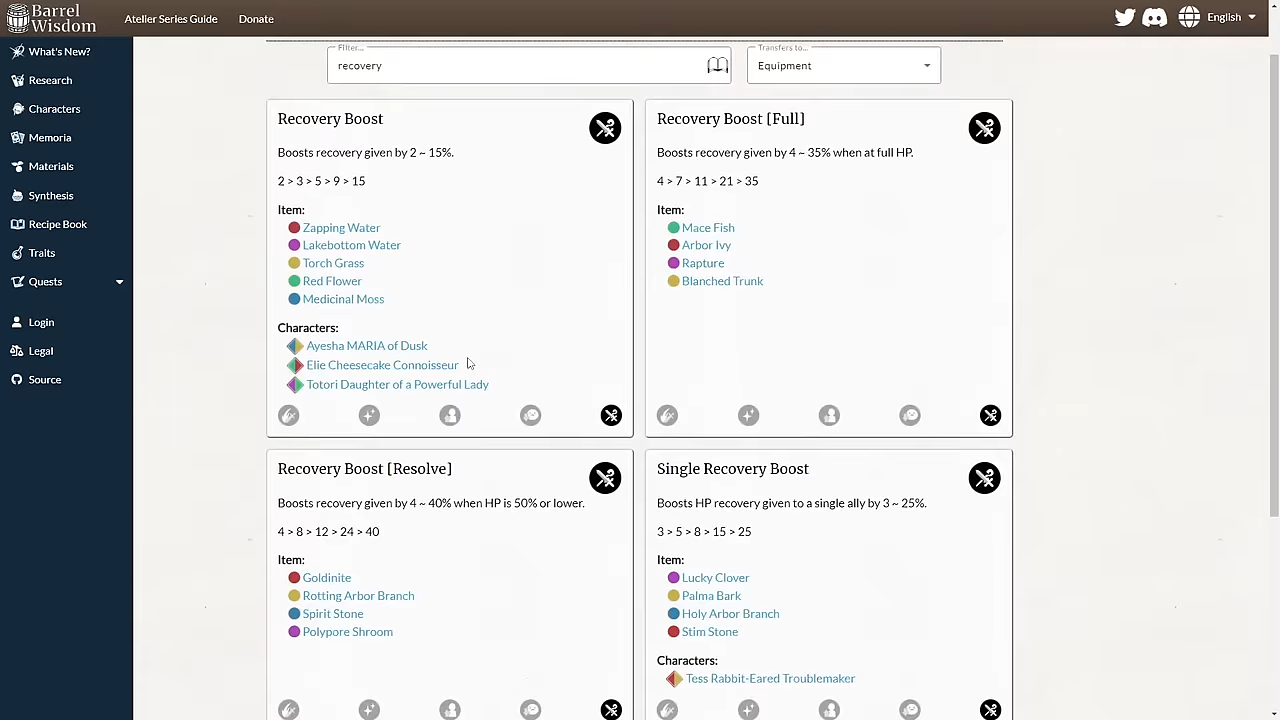 Barrel Wisdom
Atelier Series Guide
Donate
English
What's New?
Research
Characters
Memoria
Materials
Synthesis
Recipe Book
Traits
Quests
Login
Legal
Source
Filter...
recovery
Transfers to...
Equipment
Recovery Boost
Boosts recovery given by 2 ~ 15%.
2 > 3 > 5 > 9 > 15
Item:
Zapping Water
Lakebottom Water
Torch Grass
Red Flower
Medicinal Moss
Characters:
Ayesha MARIA of Dusk
Elie Cheesecake Connoisseur
Totori Daughter of a Powerful Lady
Recovery Boost [Full]
Boosts recovery given by 4 ~ 35% when at full HP.
4 > 7 > 11 > 21 > 35
Item:
Mace Fish
Arbor Ivy
Rapture
Blanched Trunk
Recovery Boost [Resolve]
Boosts recovery given by 4 ~ 40% when HP is 50% or lower.
4 > 8 > 12 > 24 > 40
Item:
Goldinite
Rotting Arbor Branch
Spirit Stone
Polypore Shroom
Single Recovery Boost
Boosts HP recovery given to a single ally by 3 ~ 25%.
3 > 5 > 8 > 15 > 25
Item:
Lucky Clover
Palma Bark
Holy Arbor Branch
Stim Stone
Characters:
Tess Rabbit-Eared Troublemaker